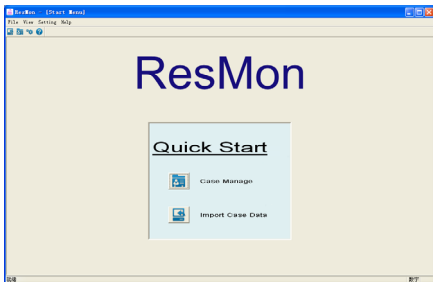 ResMon - [Start Menu]
File View Setting Help
ResMon
Quick Start
Case Manage
Import Case Data
就绪
数字